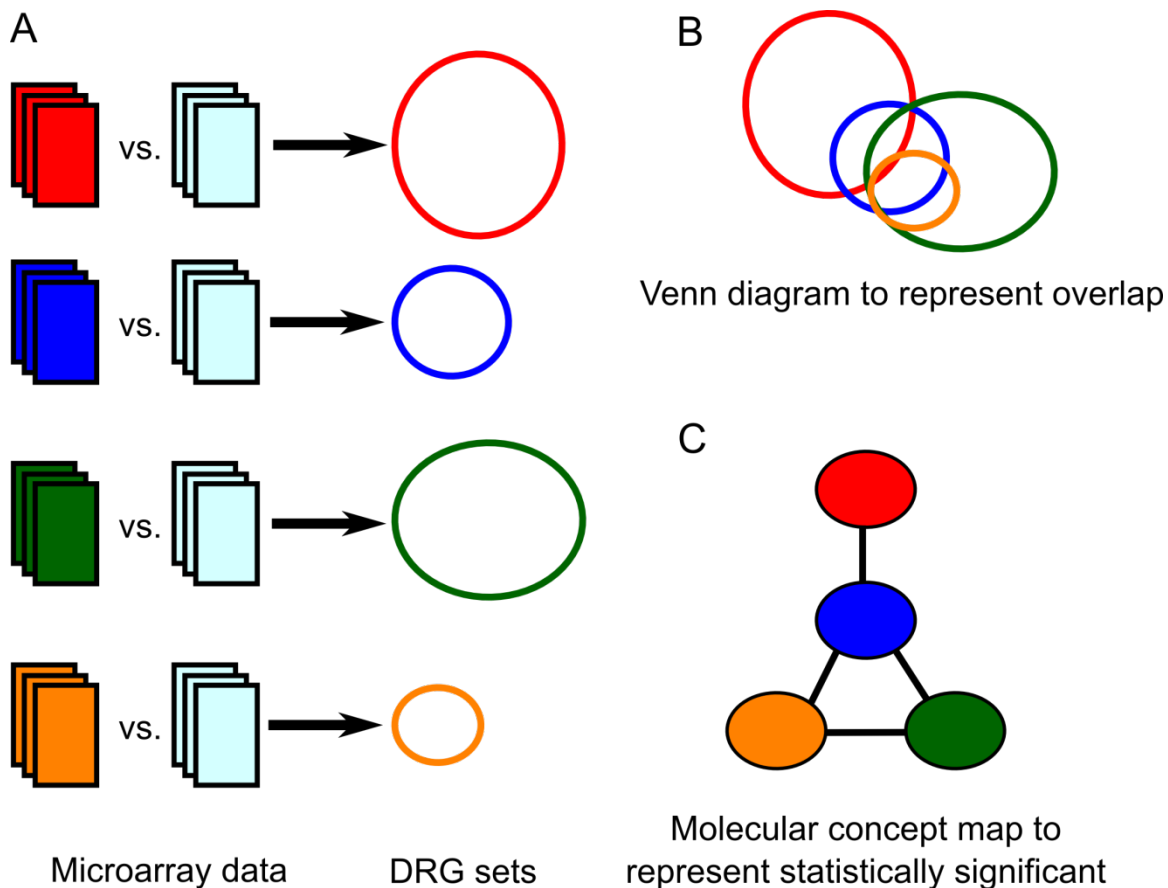 A
vs.
vs.
vs.
vs.
Microarray data
DRG sets
B
Venn diagram to represent overlap
C
Molecular concept map to
represent statistically significant